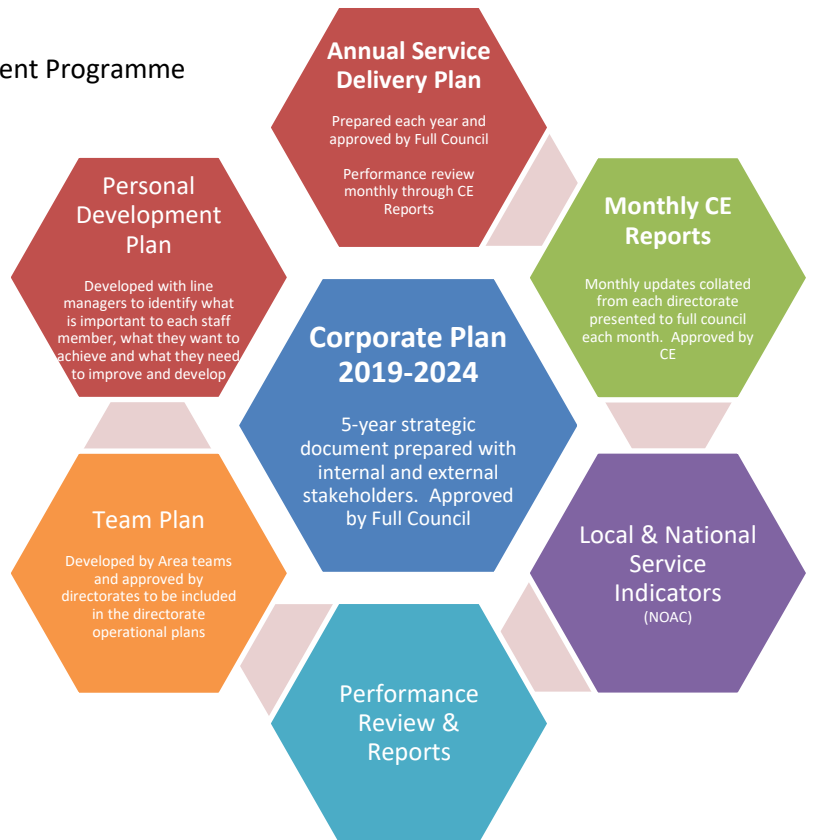 ent Programme
Annual Service
Delivery Plan
Prepared each year and
approved by Full Council
Performance review
monthly through CE
Reports
Personal
Development
Plan
Developed with line
managers to identify what
is important to each staff
member, what they want to
achieve and what they need
to improve and develop
Monthly CE
Reports
Monthly updates collated
from each directorate
presented to full council
each month. Approved by
CE
Corporate Plan
2019-2024
5-year strategic
document prepared with
internal and external
stakeholders. Approved
by Full Council
Team Plan
Developed by Area teams
and approved by
directorates to be included
in the directorate
operational plans
Local & National
Service
Indicators
(NOAC)
Performance
Review &
Reports